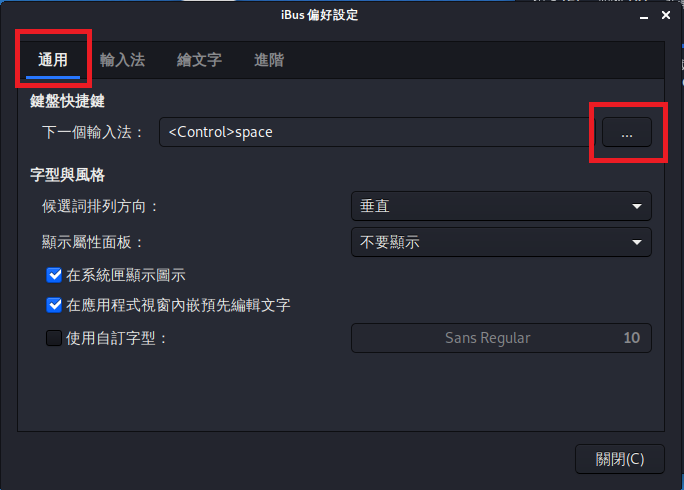 iBus 偏好設定
通用 輸入法 繪文字 進階
鍵盤快捷鍵
下一個輸入法： <Control>space ...
字型與風格
候選詞排列方向： 垂直
顯示屬性面板： 不要顯示
在系統匣顯示圖示
在應用程式視窗內嵌預先編輯文字
使用自訂字型： Sans Regular 10
關閉(C)